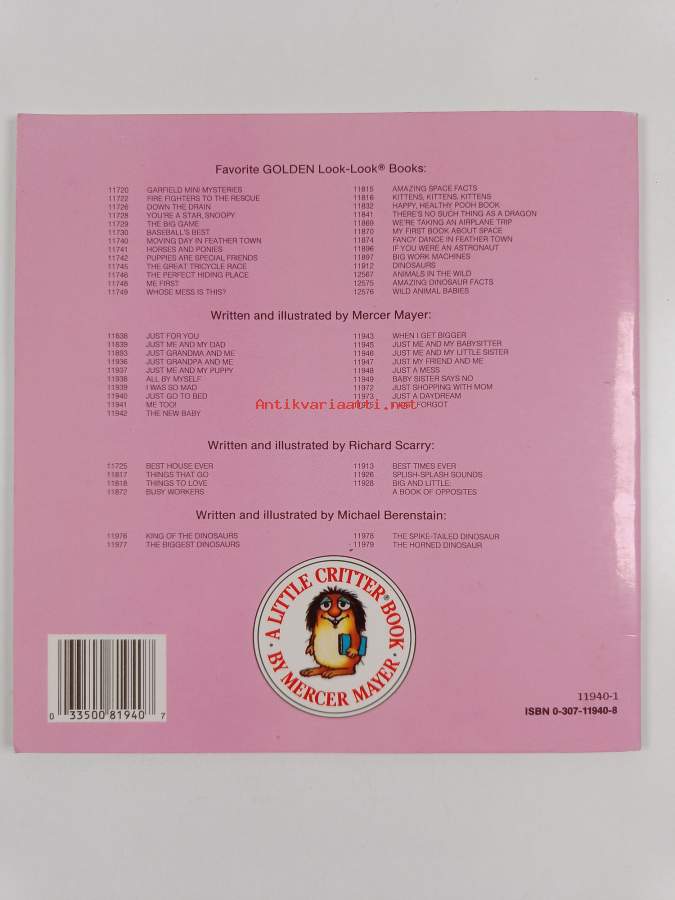 Favorite GOLDEN Look-Look® Books:
11720 GARFIELD MINI MYSTERIES
11722 FIRE FIGHTERS TO THE RESCUE
11726 DOWN THE DRAIN
11728 YOU'RE A STAR, SNOOPY
11729 THE BIG GAME
11730 BASEBALL'S BEST
11740 MOVING DAY IN FEATHER TOWN
11741 HORSES AND PONIES
11742 PUPPIES ARE SPECIAL FRIENDS
11745 THE GREAT TRICYCLE RACE
11746 THE PERFECT HIDING PLACE
11748 ME FIRST
11749 WHOSE MESS IS THIS?
11815 AMAZING SPACE FACTS
11816 KITTENS, KITTENS, KITTENS
11832 HAPPY, HEALTHY POOH BOOK
11841 THERE'S NO SUCH THING AS A DRAGON
11869 WE'RE TAKING AN AIRPLANE TRIP
11870 MY FIRST BOOK ABOUT SPACE
11874 FANCY DANCE IN FEATHER TOWN
11896 IF YOU WERE AN ASTRONAUT
11897 BIG WORK MACHINES
11912 DINOSAURS
12567 ANIMALS IN THE WILD
12575 AMAZING DINOSAUR FACTS
12576 WILD ANIMAL BABIES
Written and illustrated by Mercer Mayer:
11838 JUST FOR YOU
11839 JUST ME AND MY DAD
11893 JUST GRANDMA AND ME
11936 JUST GRANDPA AND ME
11937 JUST ME AND MY PUPPY
11938 ALL BY MYSELF
11939 I WAS SO MAD
11940 JUST GO TO BED
11941 ME TOO!
11942 THE NEW BABY
11943 WHEN I GET BIGGER
11945 JUST ME AND MY BABYSITTER
11946 JUST ME AND MY LITTLE SISTER
11947 JUST MY FRIEND AND ME
11948 JUST A MESS
11949 BABY SISTER SAYS NO
11972 JUST SHOPPING WITH MOM
11973 JUST A DAYDREAM
I JUST FORGOT
Antikvariaatti.net
Written and illustrated by Richard Scarry:
11725 BEST HOUSE EVER
11817 THINGS THAT GO
11818 THINGS TO LOVE
11872 BUSY WORKERS
11913 BEST TIMES EVER
11926 SPLISH-SPLASH SOUNDS
11928 BIG AND LITTLE:
A BOOK OF OPPOSITES
Written and illustrated by Michael Berenstain:
11976 KING OF THE DINOSAURS
11977 THE BIGGEST DINOSAURS
11978 THE SPIKE-TAILED DINOSAUR
11979 THE HORNED DINOSAUR
A LITTLE CRITTER® BOOK
BY MERCER MAYER
0 33500 81940 7
11940-1
ISBN 0-307-11940-8